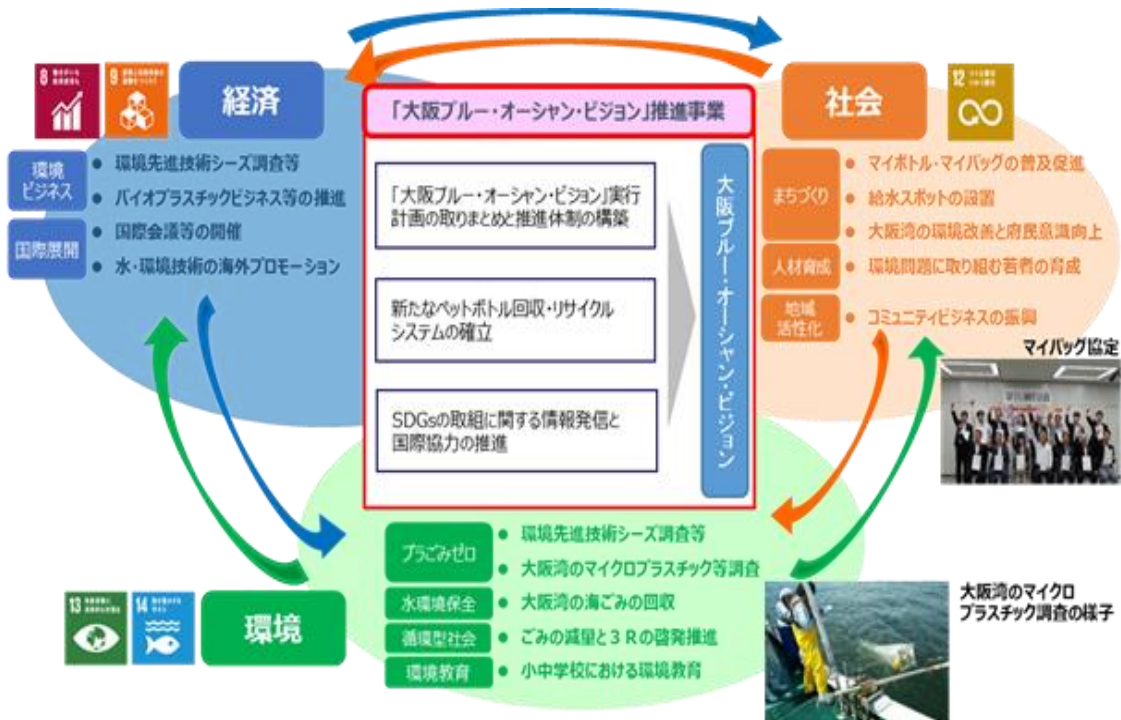 8
9
経済
環境
ビジネス
環境先進技術シーズ調査等
バイオプラスチックビジネス等の推進
国際展開
国際会議等の開催
水・環境技術の海外プロモーション
「大阪ブルー・オーシャン・ビジョン」推進事業
「大阪ブルー・オーシャン・ビジョン」実行
計画の取りまとめと推進体制の構築
新たなペットボトル回収・リサイクル
システムの確立
SDGsの取組に関する情報発信と
国際協力の推進
大阪ブルー・オーシャン・ビジョン
社会
12
まちづくり
マイボトル・マイバッグの普及促進
給水スポットの設置
大阪湾の環境改善と府民意識向上
人材育成
環境問題に取り組む若者の育成
地域
活性化
コミュニティビジネスの振興
マイバッグ協定
13
14
環境
プラごみゼロ
環境先進技術シーズ調査等
大阪湾のマイクロプラスチック等調査
水環境保全
大阪湾の海ごみの回収
循環型社会
ごみの減量と3Rの啓発推進
環境教育
小中学校における環境教育
大阪湾のマイクロ
プラスチック調査の様子